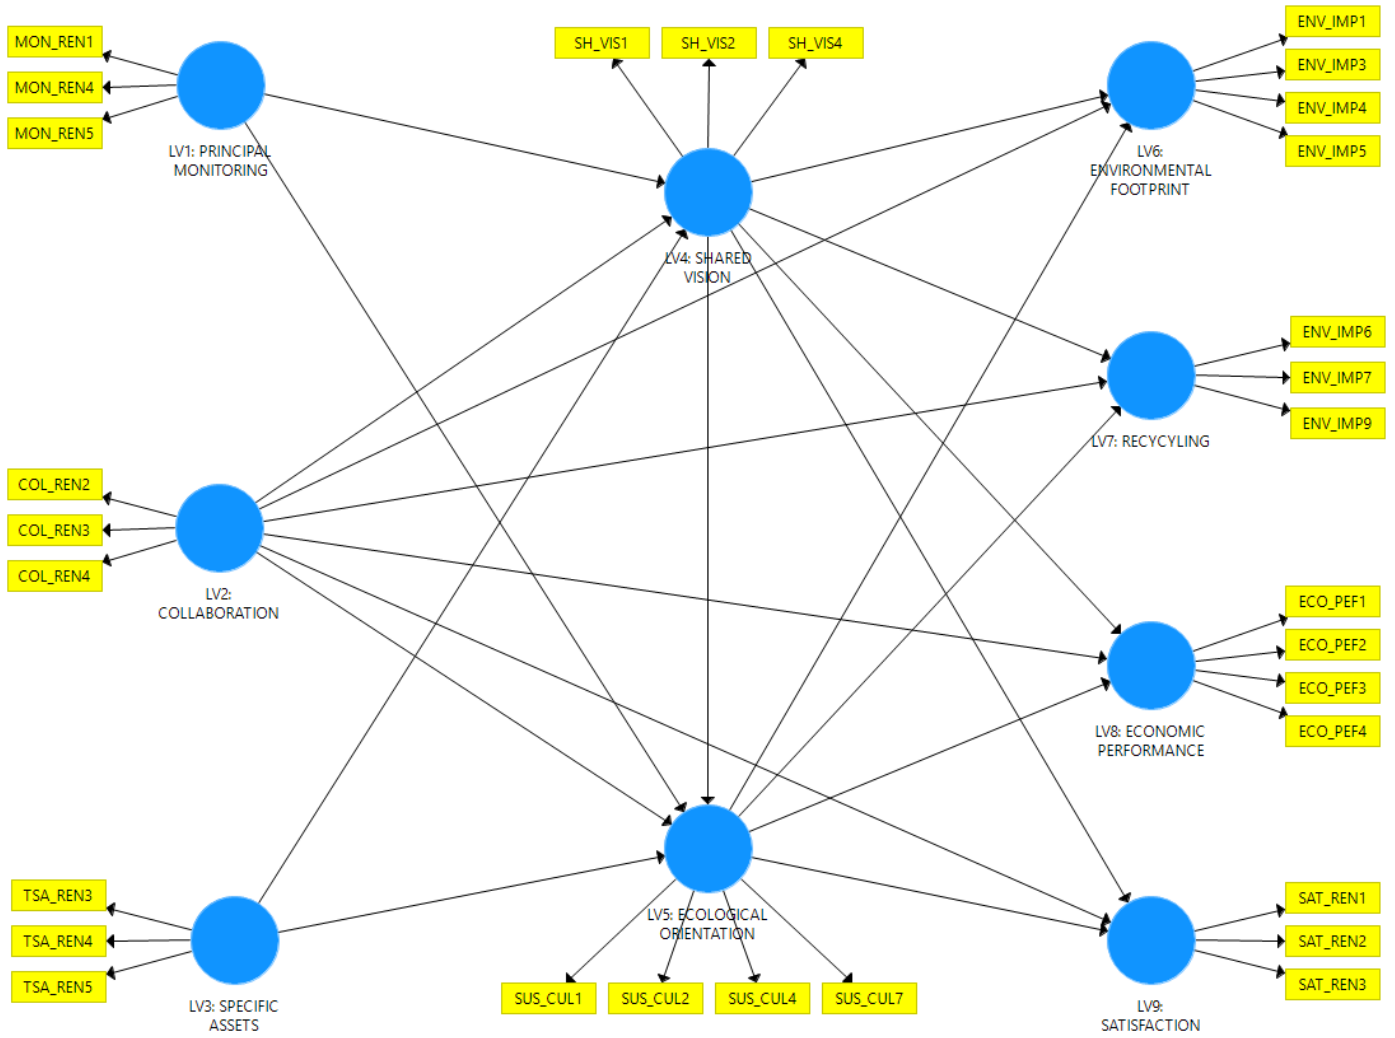 MON_REN1
MON_REN4
MON_REN5
LV1: PRINCIPAL
MONITORING
SH_VIS1
SH_VIS2
SH_VIS4
LV4: SHARED
VISION
ENV_IMP1
ENV_IMP3
ENV_IMP4
ENV_IMP5
LV6:
ENVIRONMENTAL
FOOTPRINT
ENV_IMP6
ENV_IMP7
ENV_IMP9
LV7: RECYCYLING
COL_REN2
COL_REN3
COL_REN4
LV2:
COLLABORATION
ECO_PEF1
ECO_PEF2
ECO_PEF3
ECO_PEF4
LV8: ECONOMIC
PERFORMANCE
TSA_REN3
TSA_REN4
TSA_REN5
LV3: SPECIFIC
ASSETS
LV5: ECOLOGICAL
ORIENTATION
SUS_CUL1
SUS_CUL2
SUS_CUL4
SUS_CUL7
SAT_REN1
SAT_REN2
SAT_REN3
LV9:
SATISFACTION